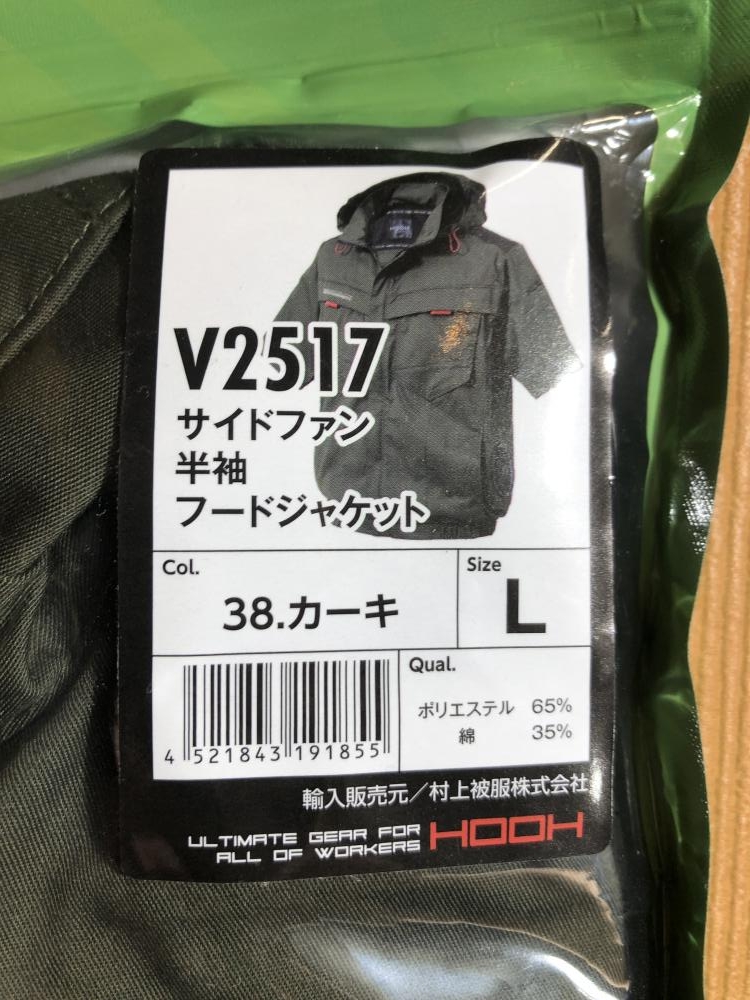 V2517
サイドファン
半袖
フードジャケット
Col.
38.カーキ
Size
L
4 521843 191855
Qual.
ポリエステル 65%
綿 35%
輸入販売元／村上被服株式会社
ULTIMATE GEAR FOR
ALL OF WORKERS
HOOH